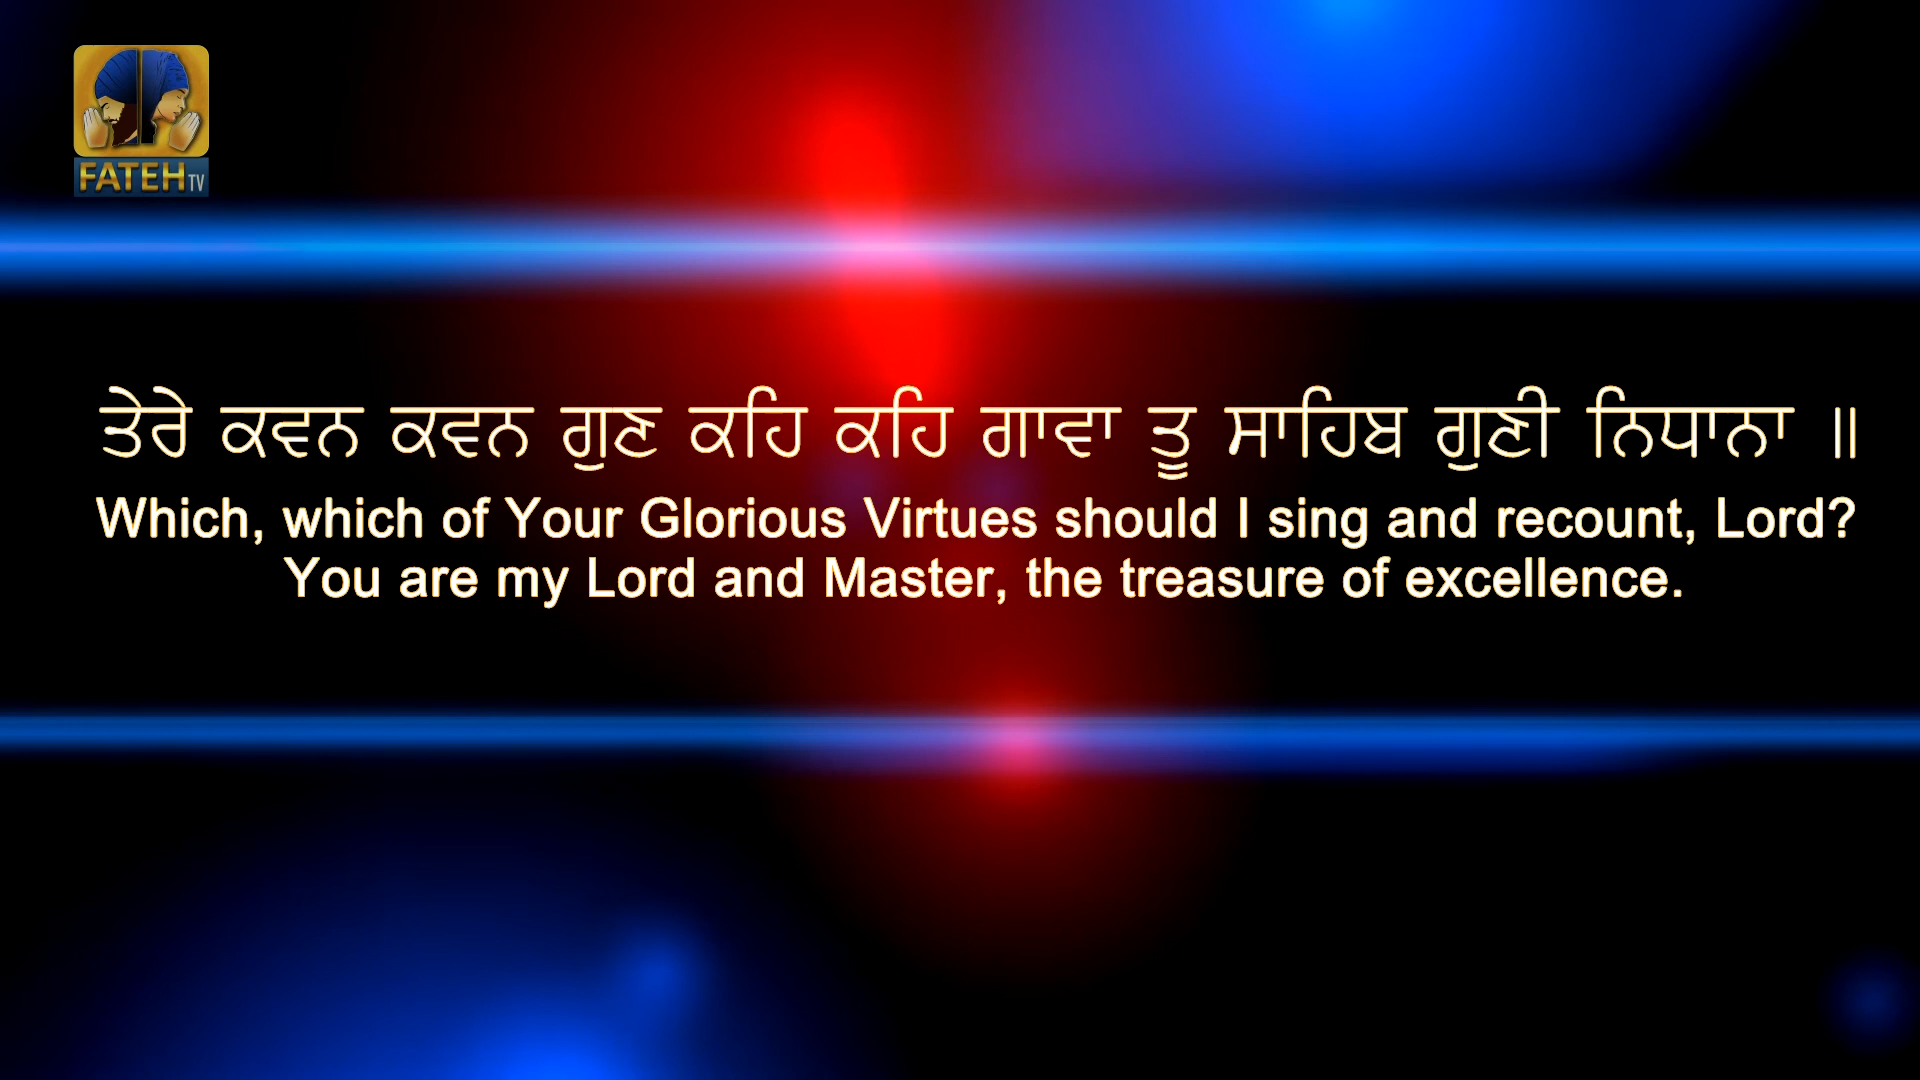 FATEH TV
ਤੇਰੇ ਕਵਨ ਕਵਨ ਗੁਣ ਕਹਿ ਕਹਿ ਗਾਵਾ ਤੂ ਸਾਹਿਬ ਗੁਣੀ ਨਿਧਾਨਾ ॥
Which, which of Your Glorious Virtues should I sing and recount, Lord?
You are my Lord and Master, the treasure of excellence.